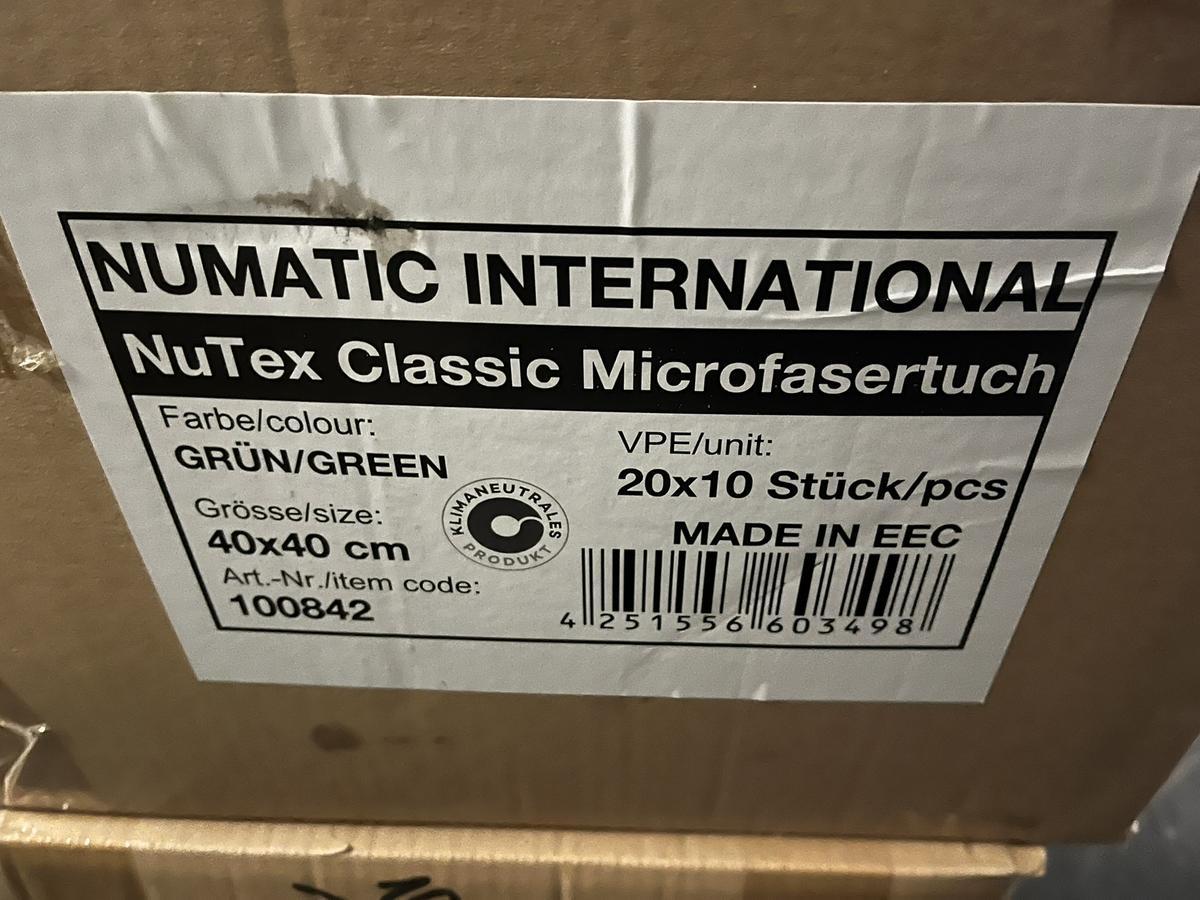 NUMATIC INTERNATIONAL
NuTex Classic Microfasertuch
Farbe/colour:
GRÜN/GREEN
VPE/unit:
20x10 Stück/pcs
Grösse/size:
40x40 cm
KLIMANEUTRALES
PRODUKT
MADE IN EEC
Art.-Nr./item code:
100842
4 251556 603498